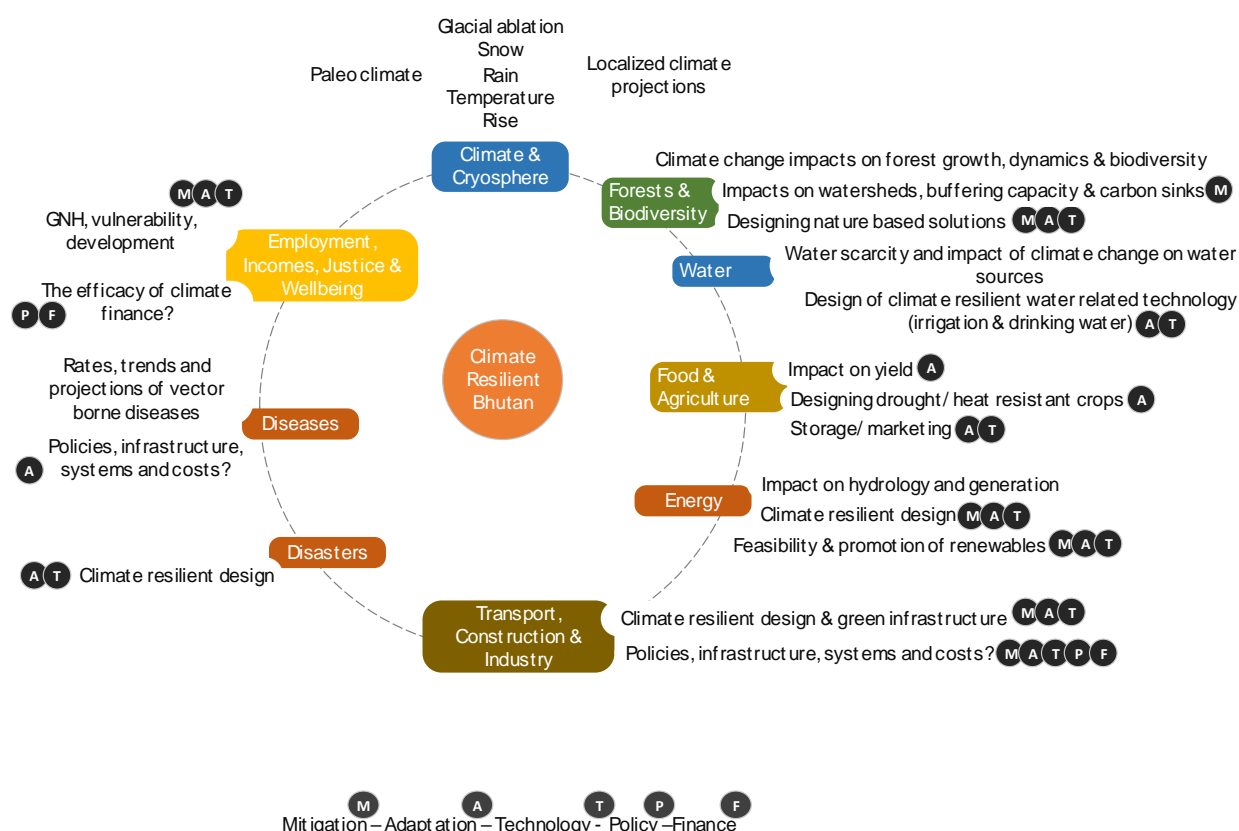 Glacial ablation
Snow
Rain
Temperature
Rise
Paleo climate
Localized climate
projections
Climate &
Cryosphere
Forests &
Biodiversity
Climate change impacts on forest growth, dynamics & biodiversity
Impacts on watersheds, buffering capacity & carbon sinks M
Designing nature based solutions M A T
Water
Water scarcity and impact of climate change on water
sources
Design of climate resilient water related technology
(irrigation & drinking water) A T
Food &
Agriculture
Impact on yield A
Designing drought/ heat resistant crops A
Storage/ marketing A T
Energy
Impact on hydrology and generation
Climate resilient design M A T
Feasibility & promotion of renewables M A T
Transport,
Construction &
Industry
Climate resilient design & green infrastructure M A T
Policies, infrastructure, systems and costs? M A T P F
Disasters
A T Climate resilient design
Diseases
Rates, trends and
projections of vector
borne diseases
Policies, infrastructure,
A systems and costs?
Employment,
Incomes, Justice &
Wellbeing
M A T
GNH, vulnerability,
development
The efficacy of climate
P F finance?
Climate
Resilient
Bhutan
M A T P F
Mitigation – Adaptation – Technology - Policy –Finance